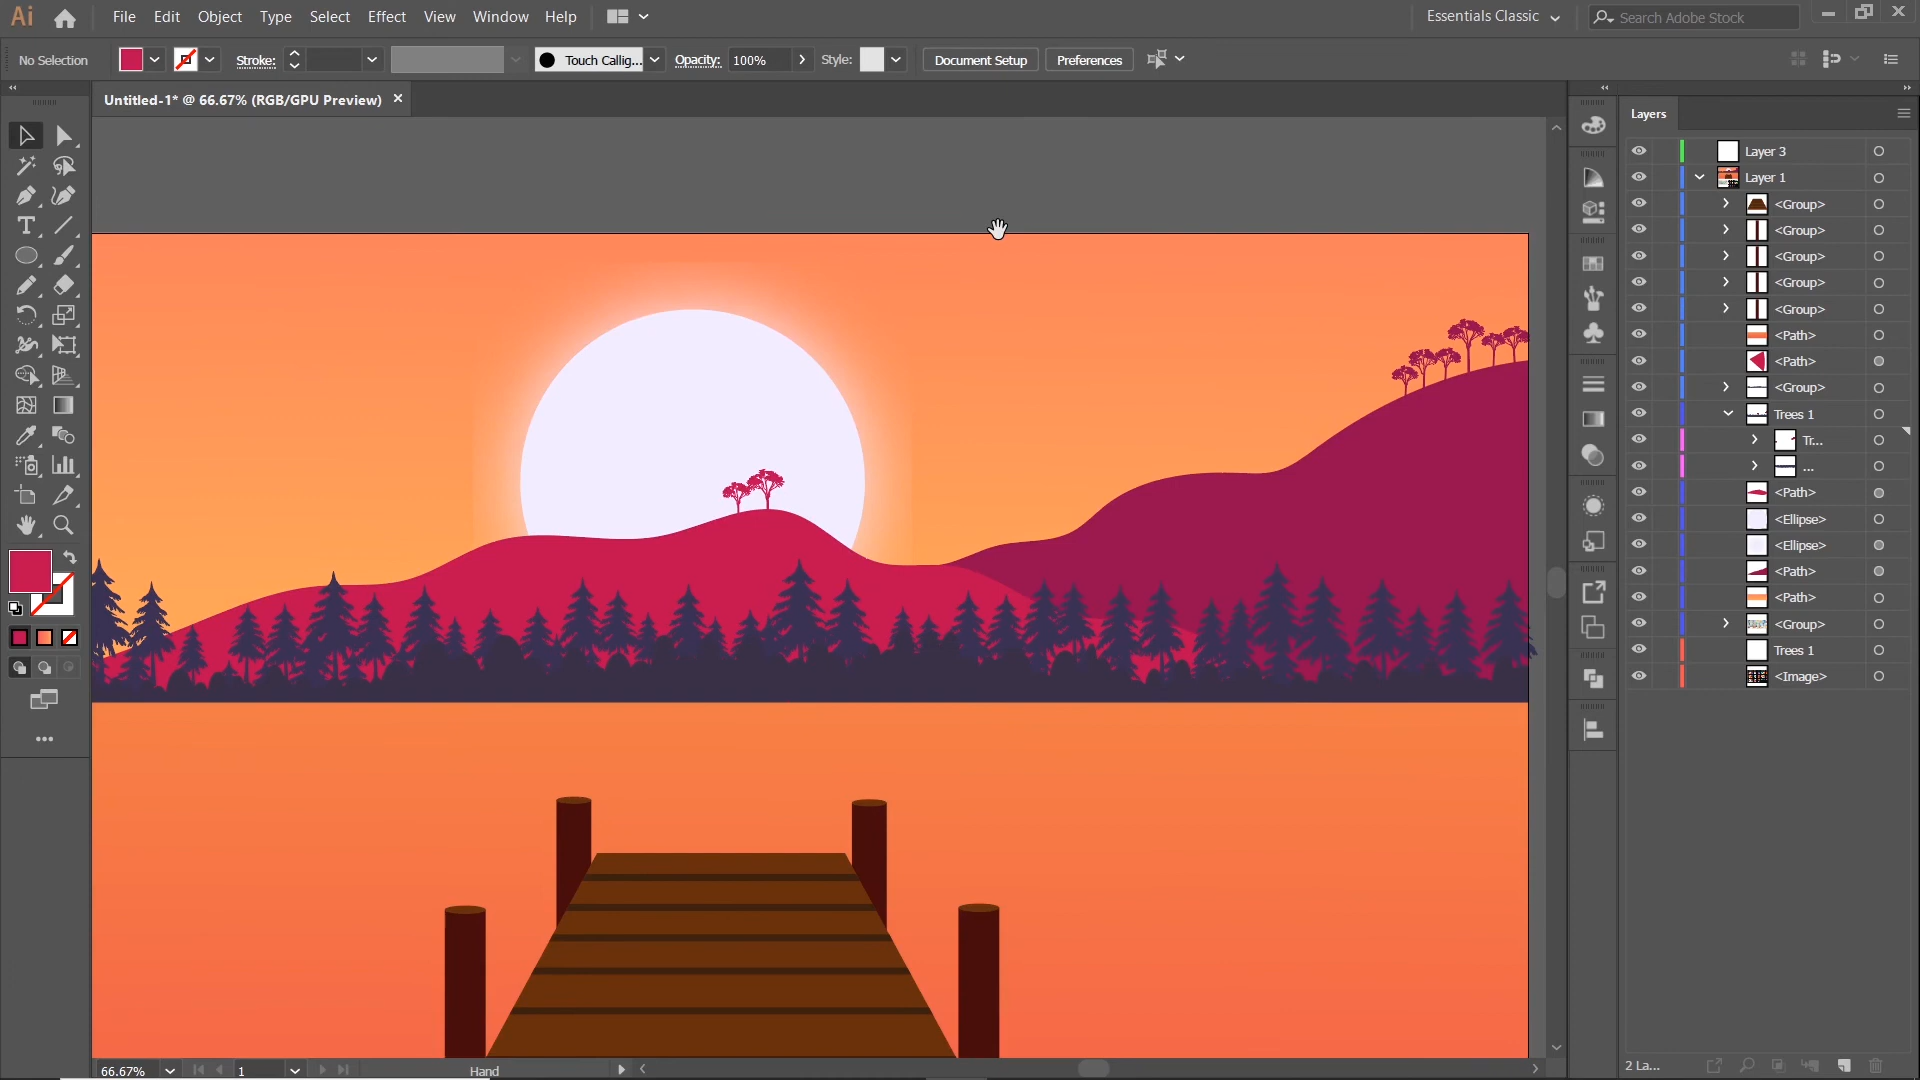 Ai File Edit Object Type Select Effect View Window Help Essentials Classic Search Adobe Stock
No Selection Stroke: Touch Callig... Opacity: 100% Style: Document Setup Preferences
Untitled-1* @ 66.67% (RGB/GPU Preview)
Layers
Layer 3
Layer 1
<Group>
<Group>
<Group>
<Group>
<Group>
<Path>
<Path>
<Group>
Trees 1
Tr...
...
<Path>
<Ellipse>
<Ellipse>
<Path>
<Path>
<Group>
Trees 1
<Image>
66.67% 1 Hand 2 La...